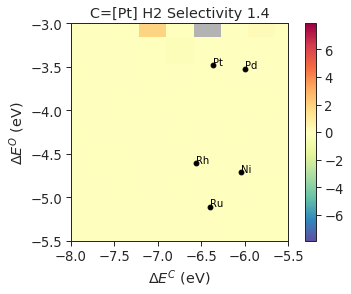 C=[Pt] H2 Selectivity 1.4
−3.0
−3.5
−4.0
−4.5
−5.0
−5.5
ΔE^O (eV)
Pt
Pd
Rh
Ni
Ru
−8.0 −7.5 −7.0 −6.5 −6.0 −5.5
ΔE^C (eV)
6
4
2
0
−2
−4
−6